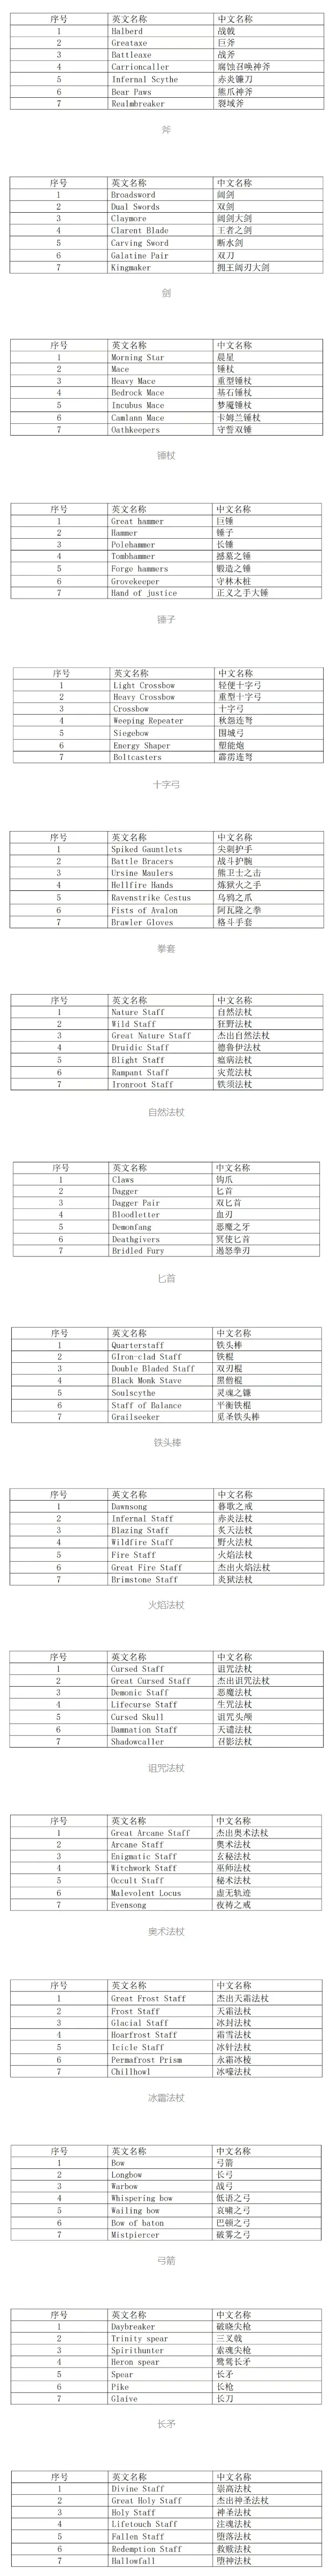 序号 英文名称 中文名称
1 Halberd 战戟
2 Greataxe 巨斧
3 Battleaxe 战斧
4 Carrioncaller 腐蚀召唤神斧
5 Infernal Scythe 赤炎镰刀
6 Bear Paws 熊爪神斧
7 Realmbreaker 裂域斧
斧
序号 英文名称 中文名称
1 Broadsword 阔剑
2 Dual Swords 双剑
3 Claymore 阔剑大剑
4 Clarent Blade 王者之剑
5 Carving Sword 断水剑
6 Galatine Pair 双刀
7 Kingmaker 拥王阔刃大剑
剑
序号 英文名称 中文名称
1 Morning Star 晨星
2 Mace 锤杖
3 Heavy Mace 重型锤杖
4 Bedrock Mace 基石锤杖
5 Incubus Mace 梦魇锤杖
6 Camlann Mace 卡姆兰锤杖
7 Oathkeepers 守誓双锤
锤杖
序号 英文名称 中文名称
1 Great hammer 巨锤
2 Hammer 锤子
3 Polehammer 长锤
4 Tombhammer 撼墓之锤
5 Forge hammers 锻造之锤
6 Grovekeeper 守林木桩
7 Hand of justice 正义之手大锤
锤子
序号 英文名称 中文名称
1 Light Crossbow 轻便十字弓
2 Heavy Crossbow 重型十字弓
3 Crossbow 十字弓
4 Weeping Repeater 秋怨连弩
5 Siegebow 围城弓
6 Energy Shaper 塑能炮
7 Boltcasters 霹雳连弩
十字弓
序号 英文名称 中文名称
1 Spiked Gauntlets 尖刺护手
2 Battle Bracers 战斗护腕
3 Ursine Maulers 熊卫士之击
4 Hellfire Hands 炼狱火之手
5 Ravenstrike Cestus 乌鸦之爪
6 Fists of Avalon 阿瓦隆之拳
7 Brawler Gloves 格斗手套
拳套
序号 英文名称 中文名称
1 Nature Staff 自然法杖
2 Wild Staff 狂野法杖
3 Great Nature Staff 杰出自然法杖
4 Druidic Staff 德鲁伊法杖
5 Blight Staff 瘟病法杖
6 Rampant Staff 灾荒法杖
7 Ironroot Staff 铁须法杖
自然法杖
序号 英文名称 中文名称
1 Claws 钩爪
2 Dagger 匕首
3 Dagger Pair 双匕首
4 Bloodletter 血刃
5 Demonfang 恶魔之牙
6 Deathgivers 冥使匕首
7 Bridled Fury 遏怒拳刃
匕首
序号 英文名称 中文名称
1 Quarterstaff 铁头棒
2 GIron-clad Staff 铁棍
3 Double Bladed Staff 双刃棍
4 Black Monk Stave 黑僧棍
5 Soulscythe 灵魂之镰
6 Staff of Balance 平衡铁棍
7 Grailseeker 觅圣铁头棒
铁头棒
序号 英文名称 中文名称
1 Dawnsong 暮歌之戒
2 Infernal Staff 赤炎法杖
3 Blazing Staff 炙天法杖
4 Wildfire Staff 野火法杖
5 Fire Staff 火焰法杖
6 Great Fire Staff 杰出火焰法杖
7 Brimstone Staff 炎狱法杖
火焰法杖
序号 英文名称 中文名称
1 Cursed Staff 诅咒法杖
2 Great Cursed Staff 杰出诅咒法杖
3 Demonic Staff 恶魔法杖
4 Lifecurse Staff 生咒法杖
5 Cursed Skull 诅咒头颅
6 Damnation Staff 天谴法杖
7 Shadowcaller 召影法杖
诅咒法杖
序号 英文名称 中文名称
1 Great Arcane Staff 杰出奥术法杖
2 Arcane Staff 奥术法杖
3 Enigmatic Staff 玄秘法杖
4 Witchwork Staff 巫师法杖
5 Occult Staff 秘术法杖
6 Malevolent Locus 虚无轨迹
7 Evensong 夜祷之戒
奥术法杖
序号 英文名称 中文名称
1 Great Frost Staff 杰出天霜法杖
2 Frost Staff 天霜法杖
3 Glacial Staff 冰封法杖
4 Hoarfrost Staff 霜雪法杖
5 Icicle Staff 冰针法杖
6 Permafrost Prism 永霜冰棱
7 Chillhowl 冰嚎法杖
冰霜法杖
序号 英文名称 中文名称
1 Bow 弓箭
2 Longbow 长弓
3 Warbow 战弓
4 Whispering bow 低语之弓
5 Wailing bow 哀啸之弓
6 Bow of baton 巴顿之弓
7 Mistpiercer 破雾之弓
弓箭
序号 英文名称 中文名称
1 Daybreaker 破晓尖枪
2 Trinity spear 三叉戟
3 Spirithunter 索魂尖枪
4 Heron spear 鹭鸶长矛
5 Spear 长矛
6 Pike 长枪
7 Glaive 长刀
长矛
序号 英文名称 中文名称
1 Divine Staff 崇高法杖
2 Great Holy Staff 杰出神圣法杖
3 Holy Staff 神圣法杖
4 Lifetouch Staff 注魂法杖
5 Fallen Staff 堕落法杖
6 Redemption Staff 救赎法杖
7 Hallowfall 堕神法杖